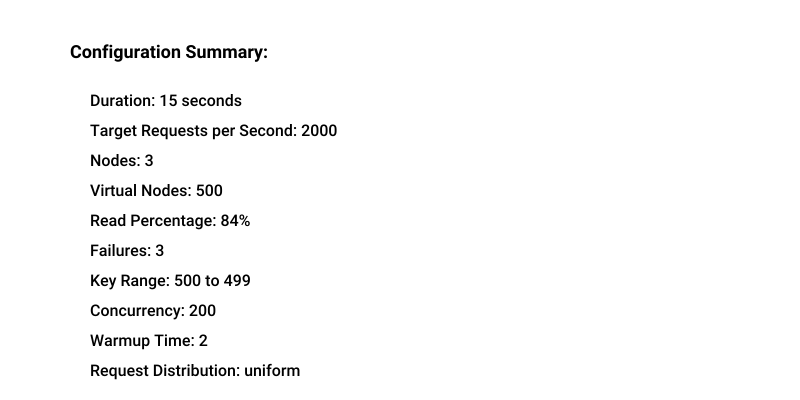 Configuration Summary:
Duration: 15 seconds
Target Requests per Second: 2000
Nodes: 3
Virtual Nodes: 500
Read Percentage: 84%
Failures: 3
Key Range: 500 to 499
Concurrency: 200
Warmup Time: 2
Request Distribution: uniform